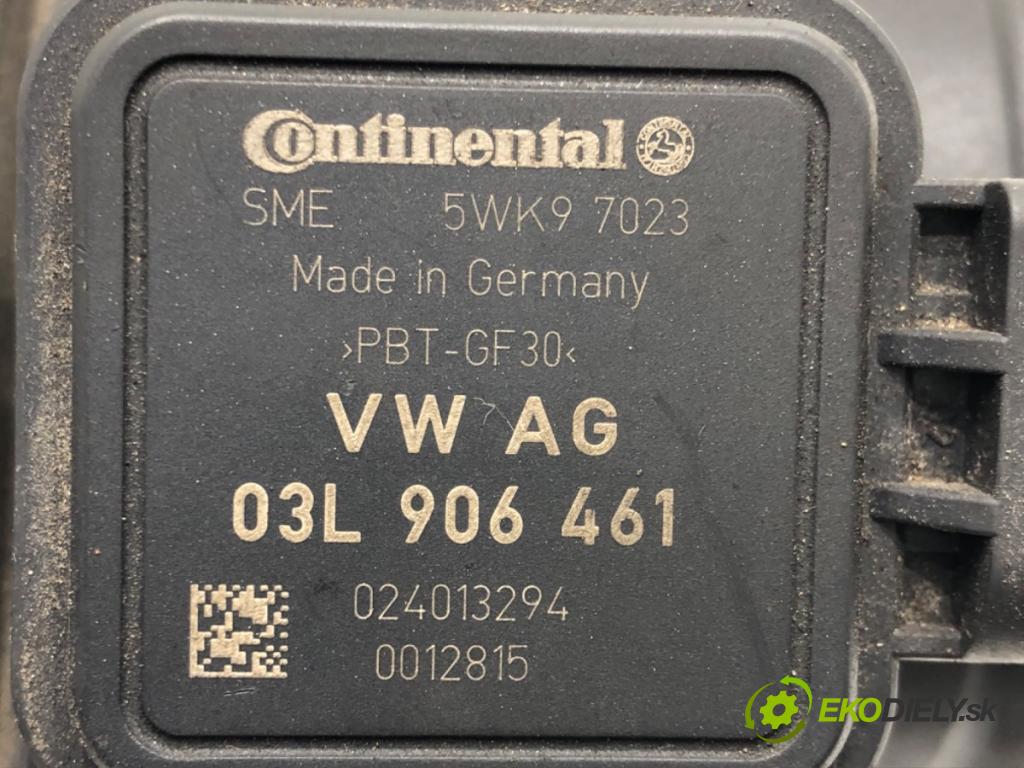 Continental
SME 5WK9 7023
Made in Germany
>PBT-GF30<
VW AG
03L 906 461
024013294
0012815
EKODIELY.sk